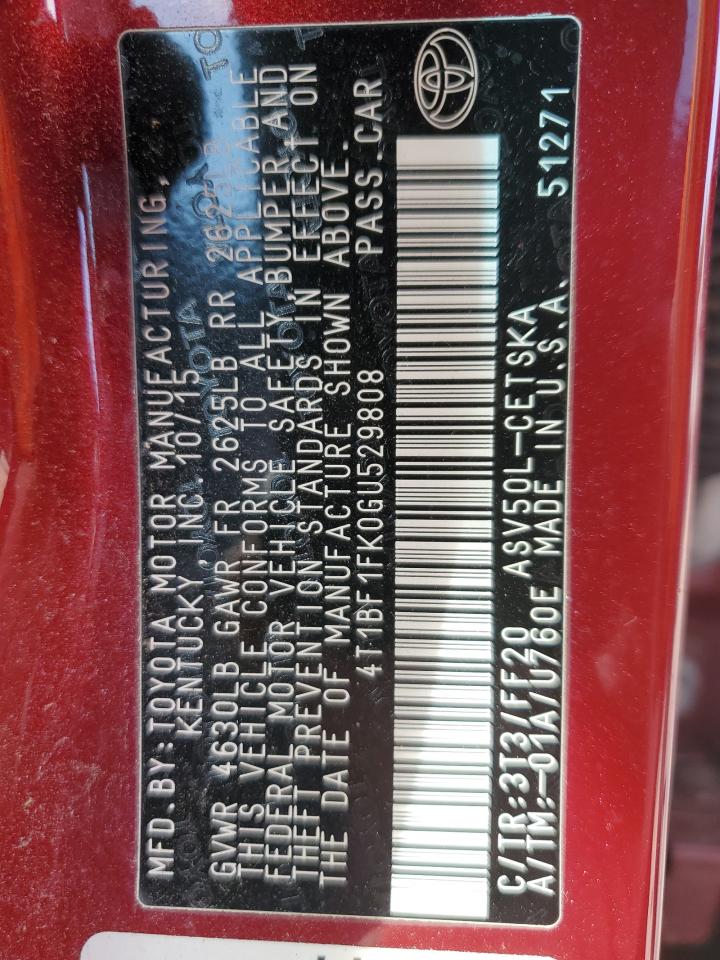 MFD.BY:TOYOTA MOTOR MANUFACTURING,
KENTUCKY INC. 10/15
GVWR 4630LB GAWR FR 2625LB RR 2625LB
THIS VEHICLE CONFORMS TO ALL APPLICABLE
FEDERAL MOTOR VEHICLE SAFETY,BUMPER,AND
THEFT PREVENTION STANDARDS IN EFFECT ON
THE DATE OF MANUFACTURE SHOWN ABOVE.
4T1BF1FK0GU529808 PASS.CAR
C/TR:3T3/FF20 ASV50L-CETSKA 51271
A/TM:-01A/U760E MADE IN U.S.A.